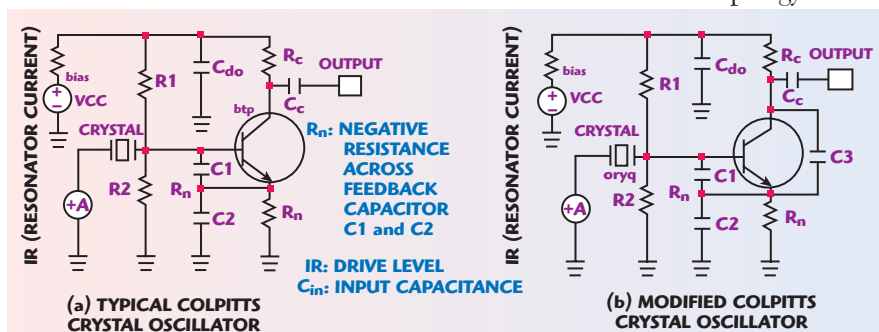 pology
IR (RESONATOR CURRENT)
bias
VCC
R1
Cdo
Rc
OUTPUT
Cc
btp
CRYSTAL
R2
+A
C1
Rn
C2
Rn
Rn: NEGATIVE
RESISTANCE
ACROSS
FEEDBACK
CAPACITOR
C1 and C2
IR: DRIVE LEVEL
Cin: INPUT CAPACITANCE
(a) TYPICAL COLPITTS
CRYSTAL OSCILLATOR
IR (RESONATOR CURRENT)
bias
VCC
R1
Cdo
Rc
OUTPUT
Cc
CRYSTAL
oryq
R2
+A
C1
Rn
C2
Rn
C3
(b) MODIFIED COLPITTS
CRYSTAL OSCILLATOR